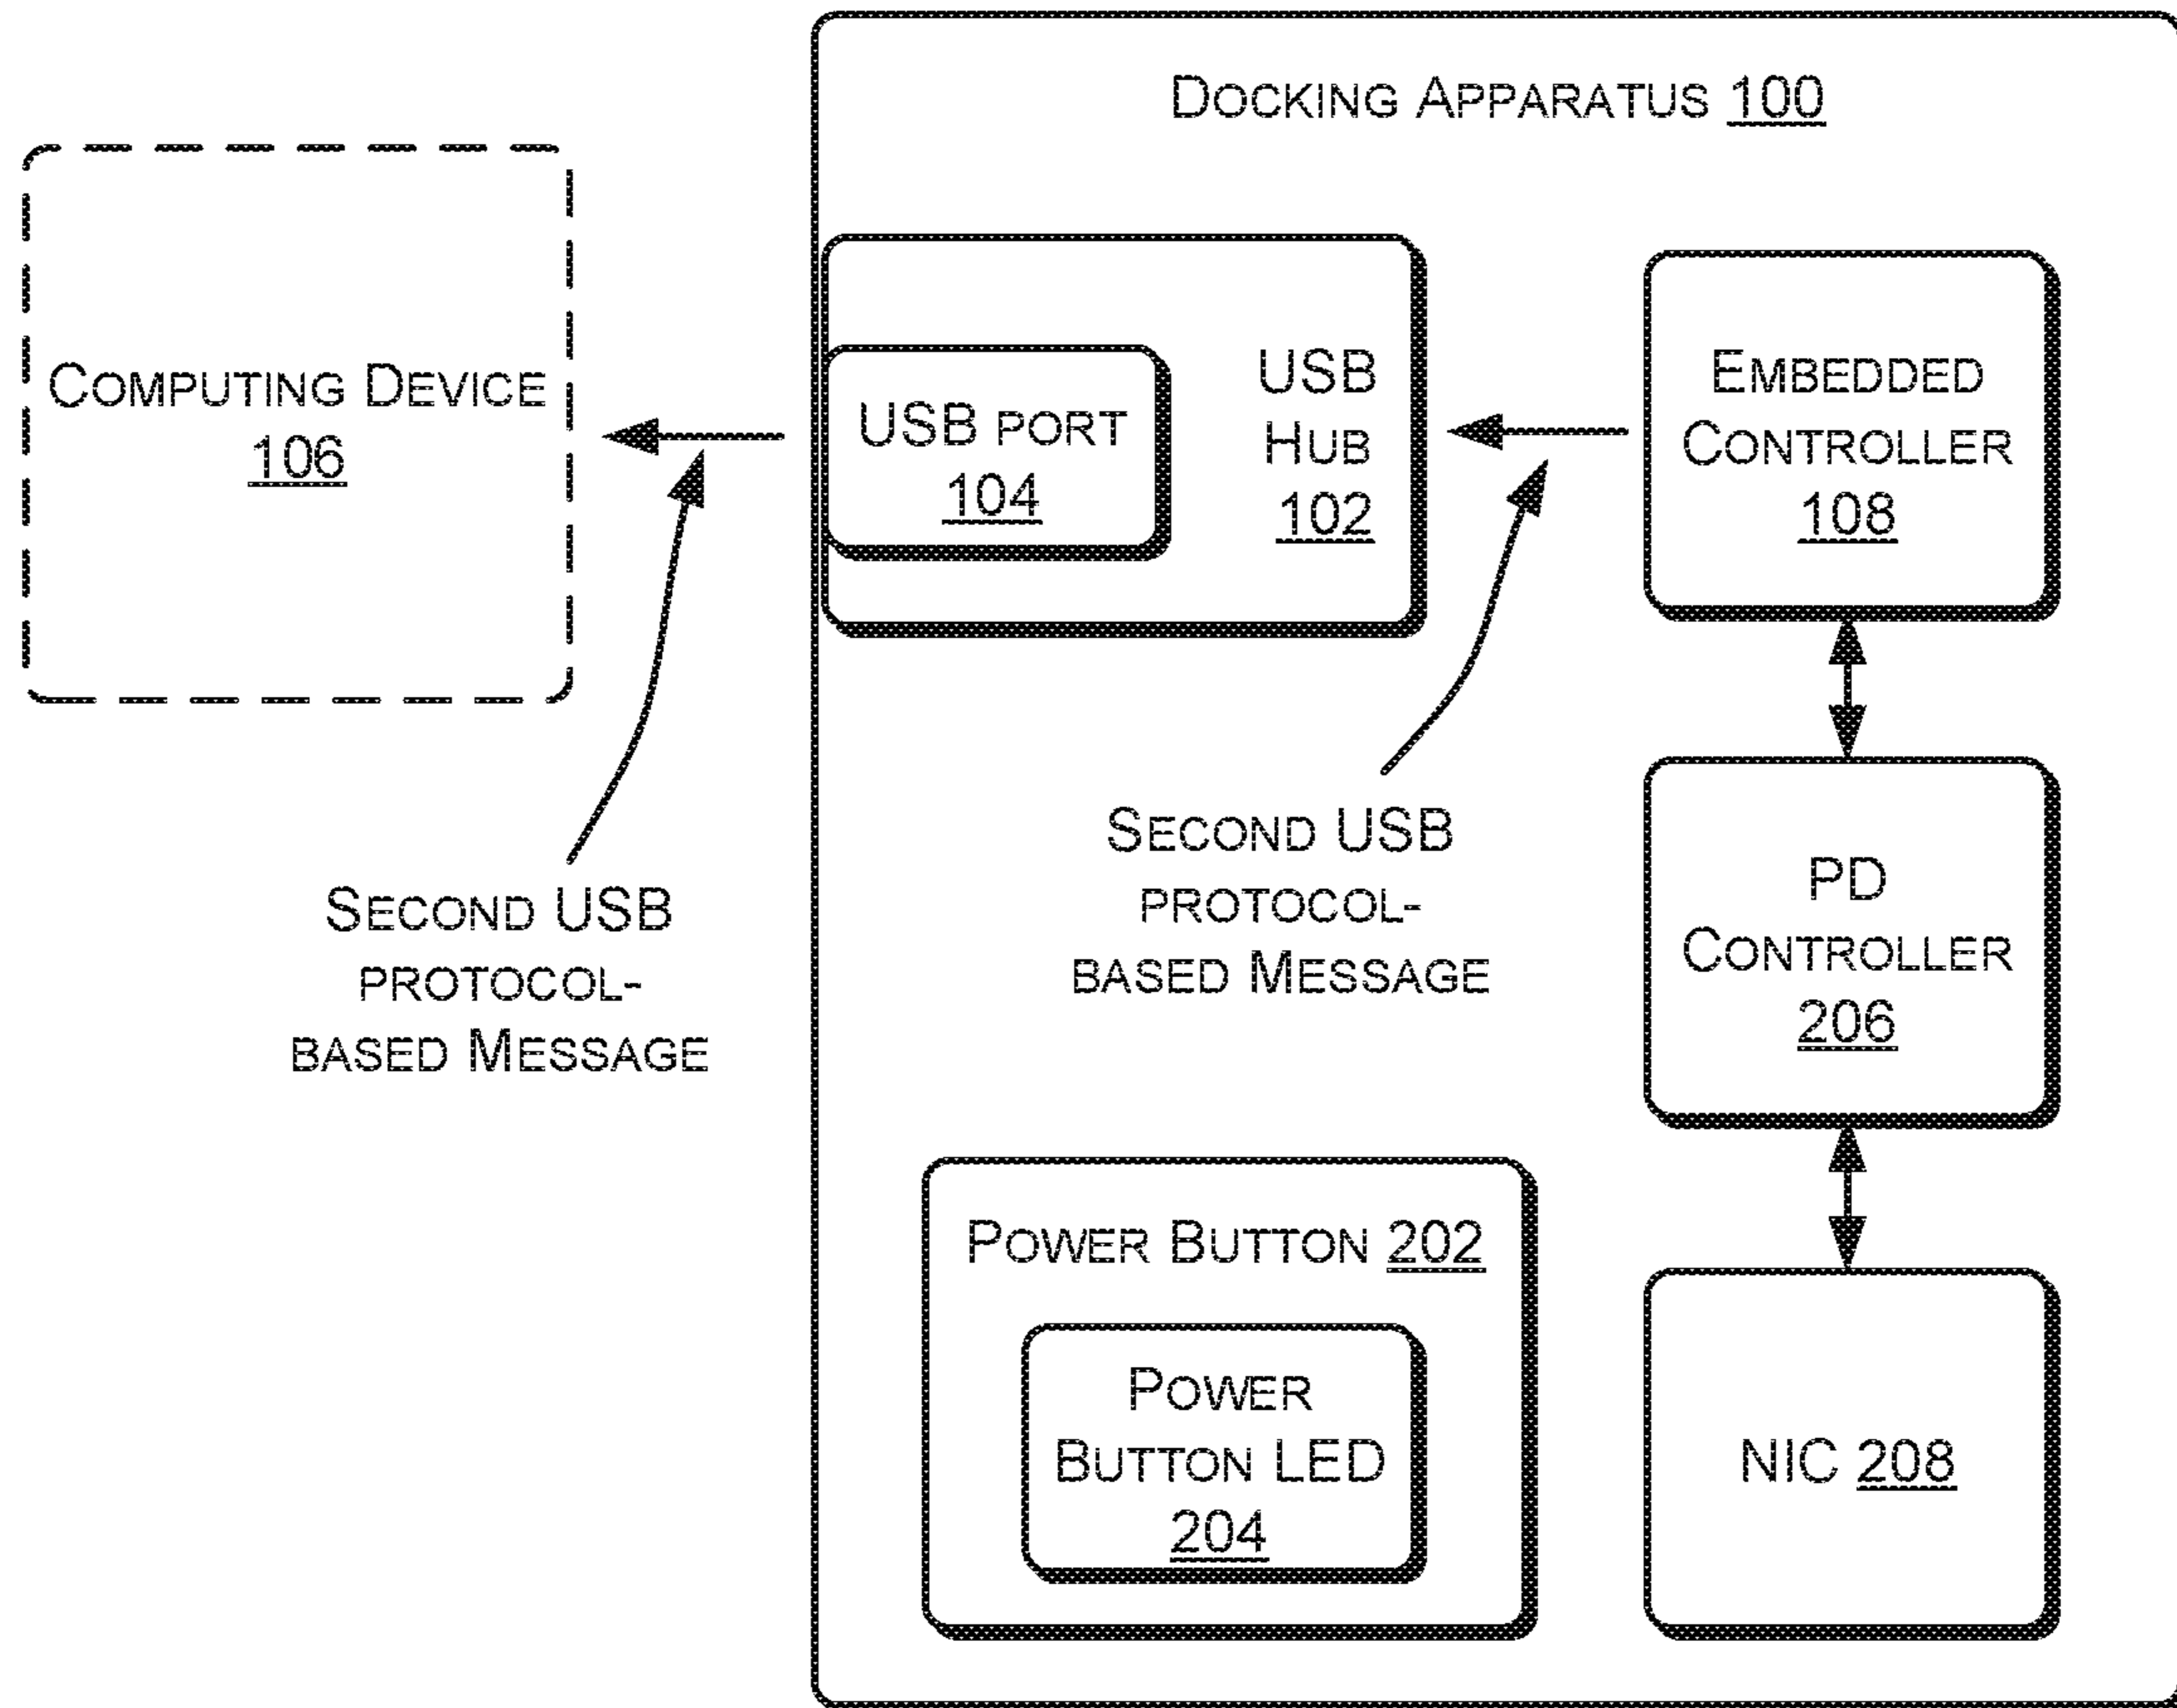 DOCKING APPARATUS 100
COMPUTING DEVICE
106
USB PORT
104
USB
HUB
102
EMBEDDED
CONTROLLER
108
SECOND USB
PROTOCOL-
BASED MESSAGE
SECOND USB
PROTOCOL-
BASED MESSAGE
PD
CONTROLLER
206
POWER BUTTON 202
POWER
BUTTON LED
204
NIC 208